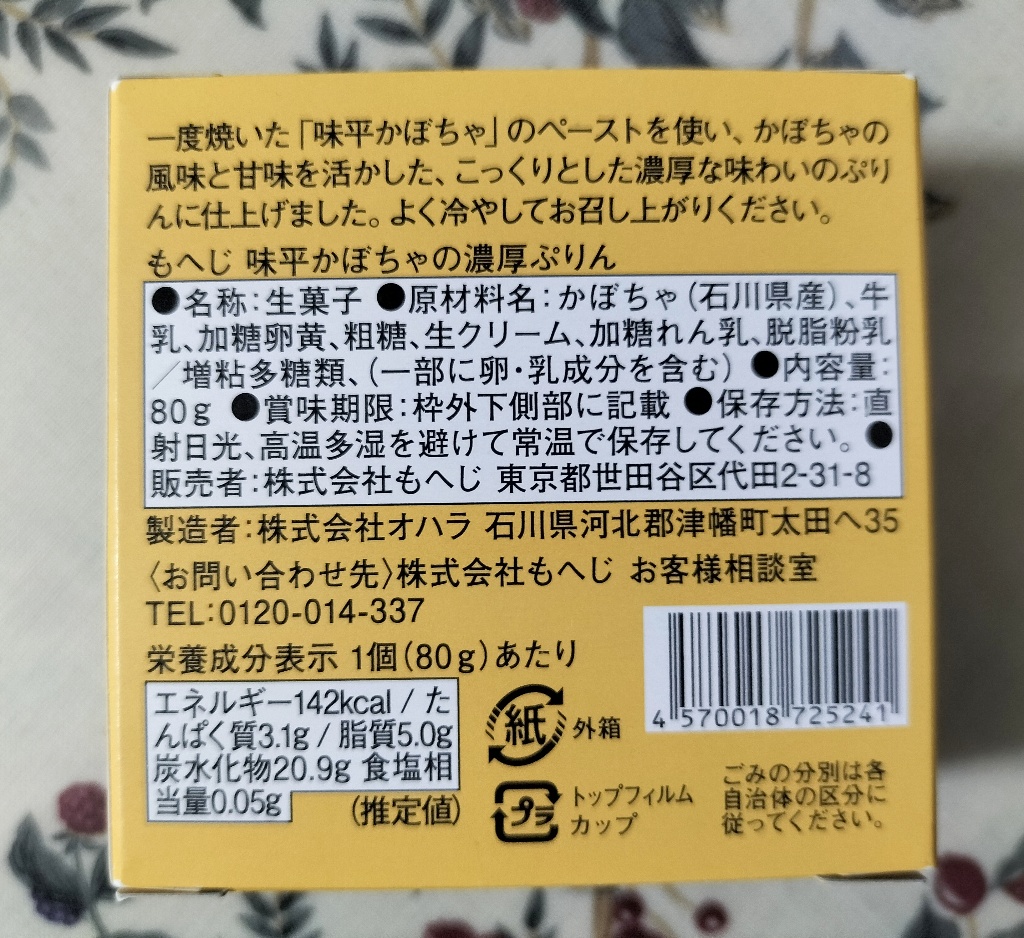 一度焼いた「味平かぼちゃ」のペーストを使い、かぼちゃの
風味と甘味を活かした、こっくりとした濃厚な味わいのぷり
んに仕上げました。よく冷やしてお召し上がりください。
もへじ 味平かぼちゃの濃厚ぷりん
●名称：生菓子 ●原材料名：かぼちゃ（石川県産）、牛
乳、加糖卵黄、粗糖、生クリーム、加糖れん乳、脱脂粉乳
／増粘多糖類、（一部に卵・乳成分を含む） ●内容量：
80g ●賞味期限：枠外下側部に記載 ●保存方法：直
射日光、高温多湿を避けて常温で保存してください。●
販売者：株式会社もへじ 東京都世田谷区代田2-31-8
製造者：株式会社オハラ 石川県河北郡津幡町太田へ35
〈お問い合わせ先〉株式会社もへじ お客様相談室
TEL：0120-014-337
栄養成分表示 1個（80g）あたり
エネルギー142kcal / た
んぱく質3.1g / 脂質5.0g
炭水化物20.9g 食塩相
当量0.05g
（推定値）
紙 外箱
プラ トップフィルム
カップ
4 570018 725241
ごみの分別は各
自治体の区分に
従ってください。